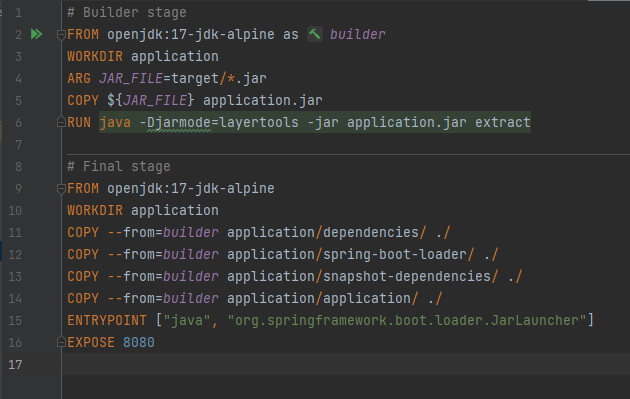 1 # Builder stage
2 FROM openjdk:17-jdk-alpine as builder
3 WORKDIR application
4 ARG JAR_FILE=target/*.jar
5 COPY ${JAR_FILE} application.jar
6 RUN java -Djarmode=layertools -jar application.jar extract
7
8 # Final stage
9 FROM openjdk:17-jdk-alpine
10 WORKDIR application
11 COPY --from=builder application/dependencies/ ./
12 COPY --from=builder application/spring-boot-loader/ ./
13 COPY --from=builder application/snapshot-dependencies/ ./
14 COPY --from=builder application/application/ ./
15 ENTRYPOINT ["java", "org.springframework.boot.loader.JarLauncher"]
16 EXPOSE 8080
17